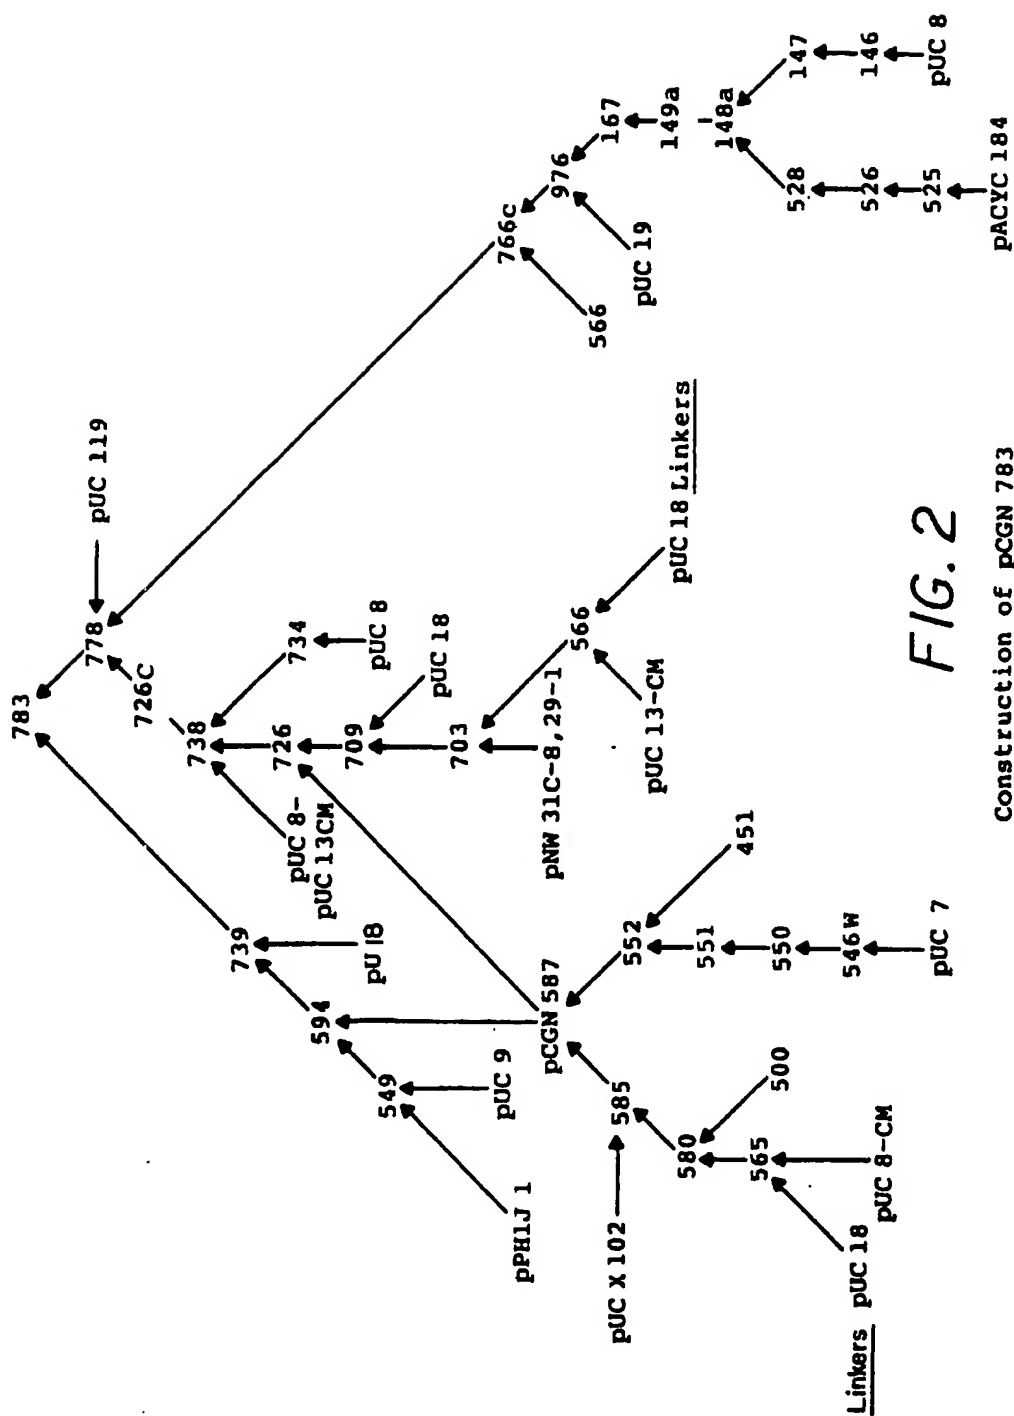 783
778
pUC 119
726C
738
734
pUC 8
pUC 8-
pUC 13CM
726
709
pUC 18
703
pNW 31C-8,29-1
566
pUC 13-CM
pUC 18 Linkers
739
pU 18
594
549
pUC 9
pPH1J 1
pCGN 587
585
pUC X 102
580
500
565
pUC 8-CM
Linkers pUC 18
552
451
551
550
546W
pUC 7
766c
566
976
pUC 19
167
149a
148a
147
146
pUC 8
528
526
525
pACYC 184
FIG. 2
Construction of pCGN 783